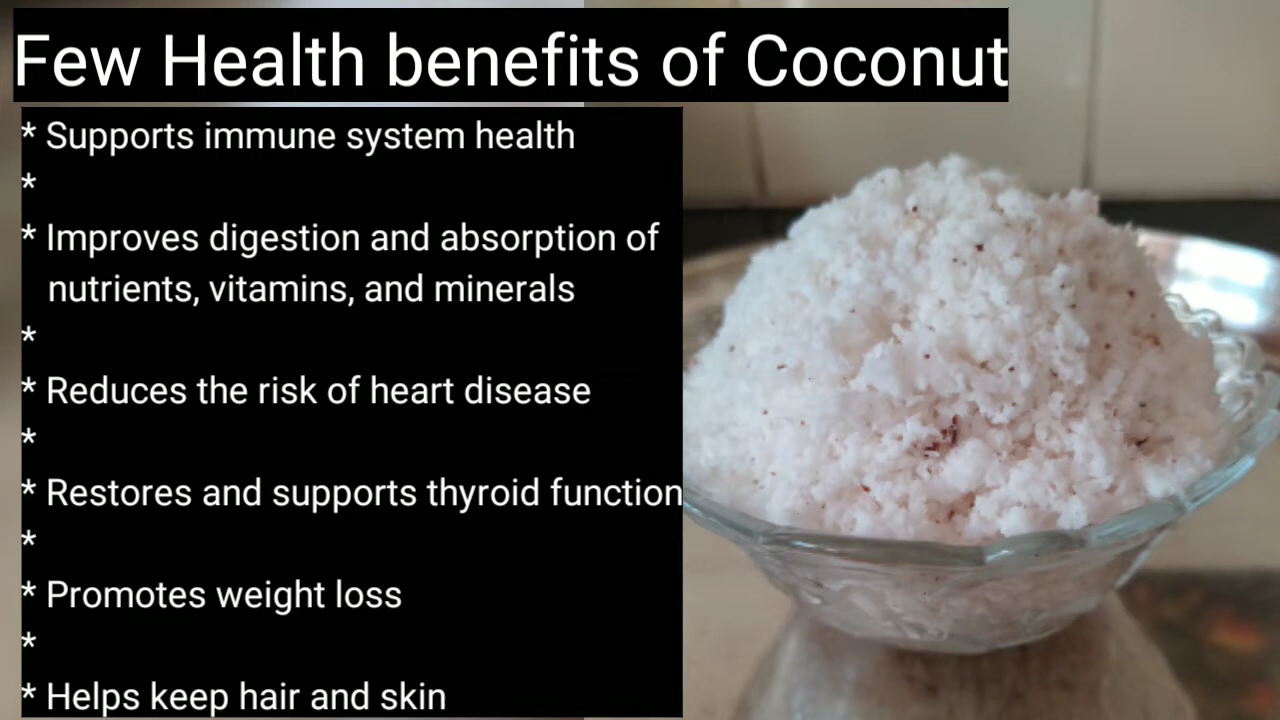 Few Health benefits of Coconut
* Supports immune system health
*
* Improves digestion and absorption of
nutrients, vitamins, and minerals
*
* Reduces the risk of heart disease
*
* Restores and supports thyroid function
*
* Promotes weight loss
*
* Helps keep hair and skin